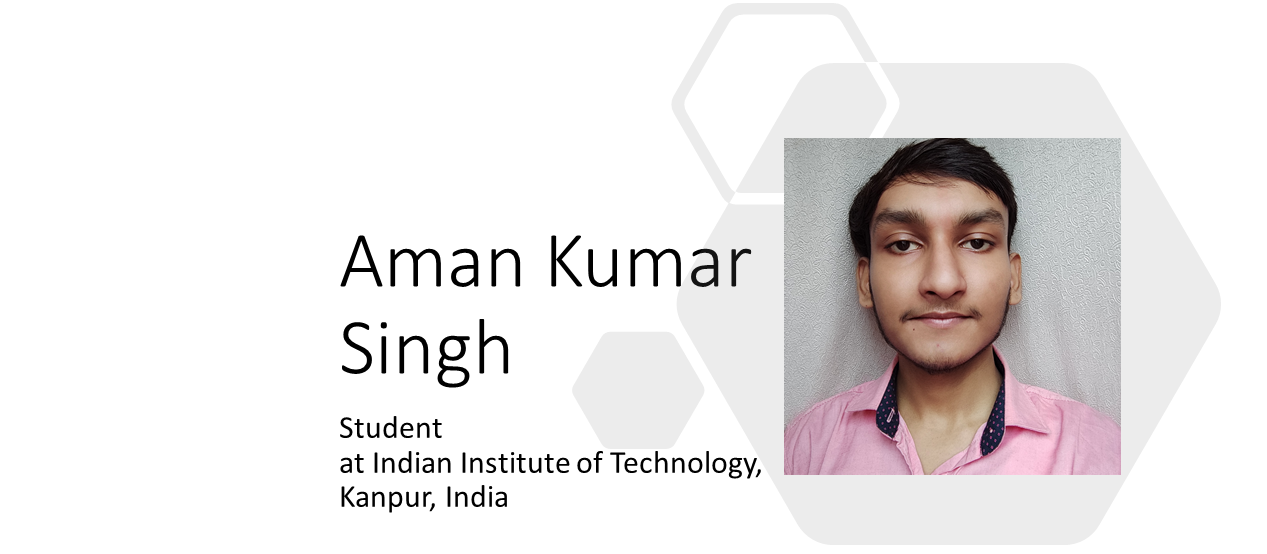 Aman Kumar
Singh
Student
at Indian Institute of Technology,
Kanpur, India